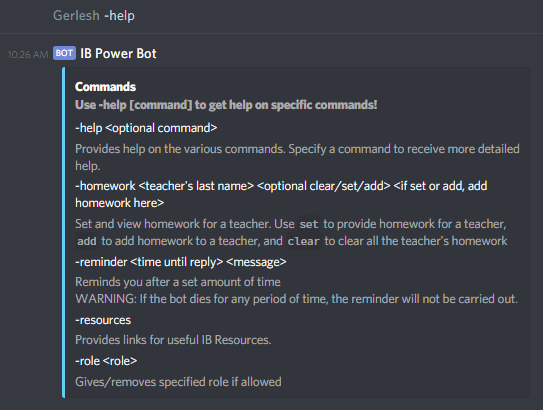 Gerlesh -help
10:26 AM BOT IB Power Bot
Commands
Use -help [command] to get help on specific commands!
-help <optional command>
Provides help on the various commands. Specify a command to receive more detailed
help.
-homework <teacher's last name> <optional clear/set/add> <if set or add, add
homework here>
Set and view homework for a teacher. Use set to provide homework for a teacher,
add to add homework to a teacher, and clear to clear all the teacher's homework
-reminder <time until reply> <message>
Reminds you after a set amount of time
WARNING: If the bot dies for any period of time, the reminder will not be carried out.
-resources
Provides links for useful IB Resources.
-role <role>
Gives/removes specified role if allowed